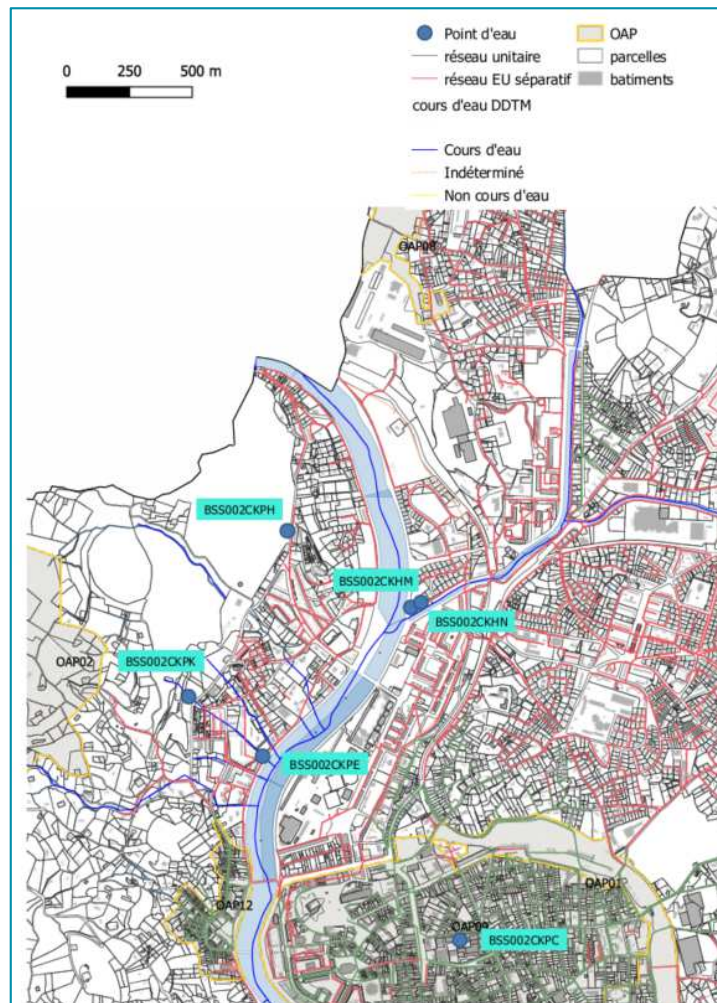 Point d'eau
OAP
0 250 500 m
réseau unitaire
parcelles
réseau EU séparatif
batiments
cours d'eau DDTM
Cours d'eau
Indéterminé
Non cours d'eau
OAP08
BSS002CKPH
BSS002CKHM
BSS002CKHN
BSS002CKPK
OAP02
BSS002CKPE
OAP01
OAP12
OAP09
BSS002CKPC